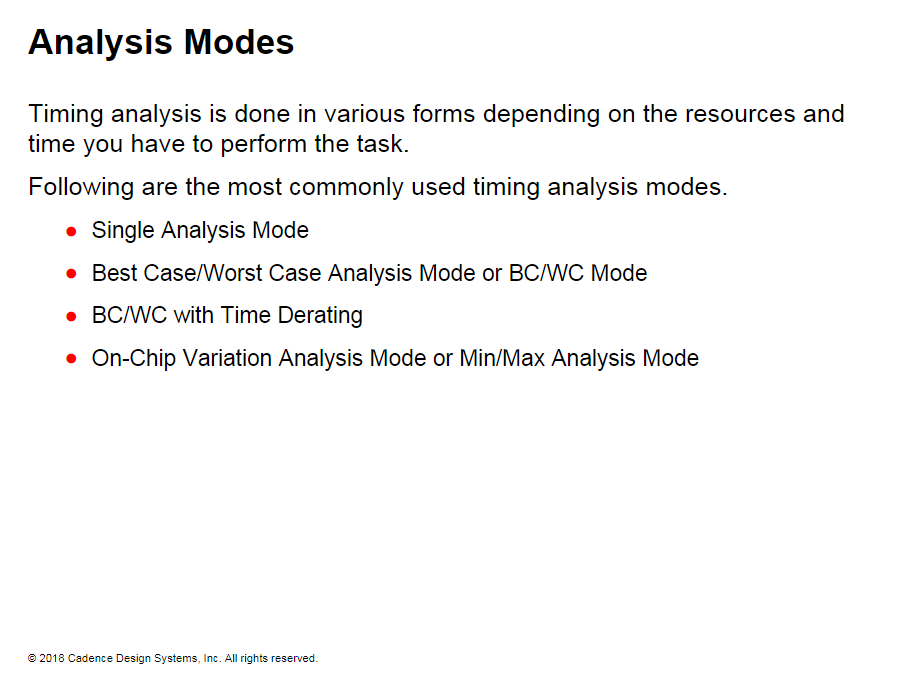 Analysis Modes
Timing analysis is done in various forms depending on the resources and
time you have to perform the task.
Following are the most commonly used timing analysis modes.
● Single Analysis Mode
● Best Case/Worst Case Analysis Mode or BC/WC Mode
● BC/WC with Time Derating
● On-Chip Variation Analysis Mode or Min/Max Analysis Mode
© 2018 Cadence Design Systems, Inc. All rights reserved.